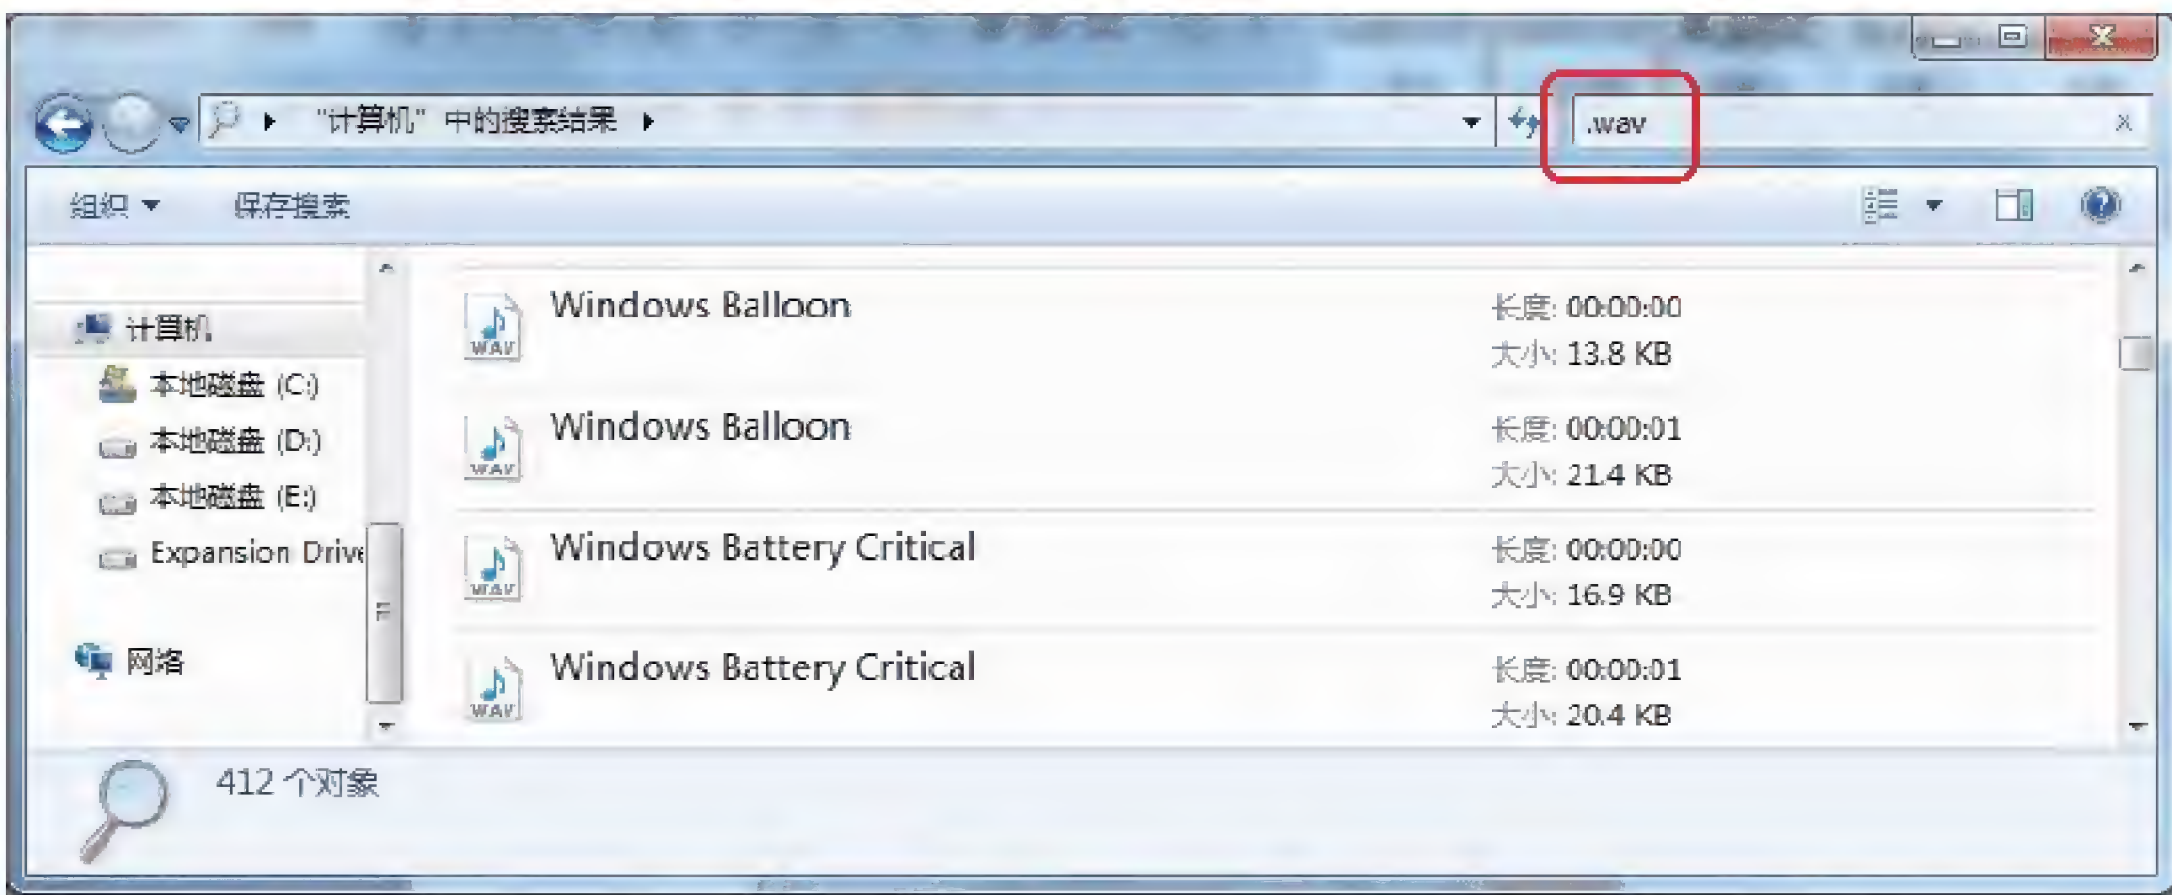 "计算机" 中的搜索结果
.wav
组织
保存搜索
计算机
本地磁盘 (C:)
本地磁盘 (D:)
本地磁盘 (E:)
Expansion Drive
网络
WAV
Windows Balloon
长度: 00:00:00
大小: 13.8 KB
WAV
Windows Balloon
长度: 00:00:01
大小: 21.4 KB
WAV
Windows Battery Critical
长度: 00:00:00
大小: 16.9 KB
WAV
Windows Battery Critical
长度: 00:00:01
大小: 20.4 KB
412 个对象